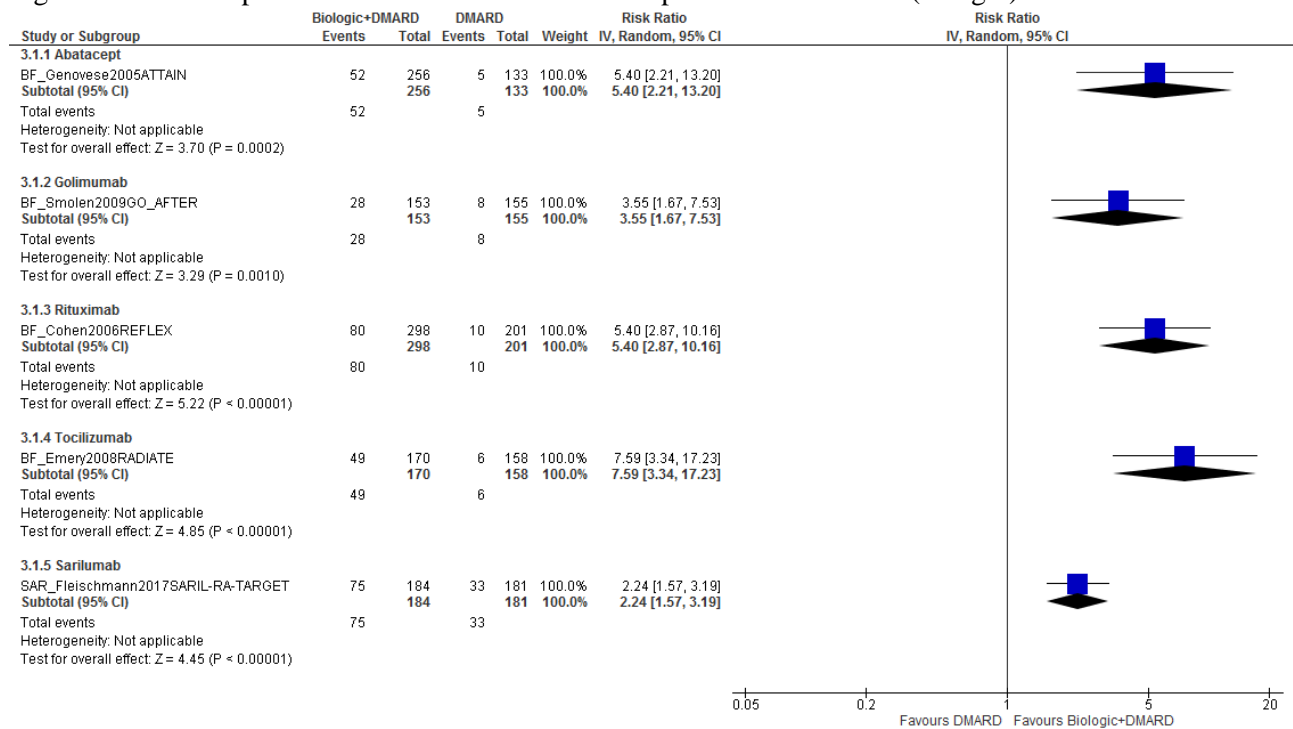 Biologic+DMARD DMARD Risk Ratio Risk Ratio
Study or Subgroup Events Total Events Total Weight IV, Random, 95% CI IV, Random, 95% CI
3.1.1 Abatacept
BF_Genovese2005ATTAIN 52 256 5 133 100.0% 5.40 [2.21, 13.20]
Subtotal (95% CI) 256 133 100.0% 5.40 [2.21, 13.20]
Total events 52 5
Heterogeneity: Not applicable
Test for overall effect: Z = 3.70 (P = 0.0002)
3.1.2 Golimumab
BF_Smolen2009GO_AFTER 28 153 8 155 100.0% 3.55 [1.67, 7.53]
Subtotal (95% CI) 153 155 100.0% 3.55 [1.67, 7.53]
Total events 28 8
Heterogeneity: Not applicable
Test for overall effect: Z = 3.29 (P = 0.0010)
3.1.3 Rituximab
BF_Cohen2006REFLEX 80 298 10 201 100.0% 5.40 [2.87, 10.16]
Subtotal (95% CI) 298 201 100.0% 5.40 [2.87, 10.16]
Total events 80 10
Heterogeneity: Not applicable
Test for overall effect: Z = 5.22 (P < 0.00001)
3.1.4 Tocilizumab
BF_Emery2008RADIATE 49 170 6 158 100.0% 7.59 [3.34, 17.23]
Subtotal (95% CI) 170 158 100.0% 7.59 [3.34, 17.23]
Total events 49 6
Heterogeneity: Not applicable
Test for overall effect: Z = 4.85 (P < 0.00001)
3.1.5 Sarilumab
SAR_Fleischmann2017SARIL-RA-TARGET 75 184 33 181 100.0% 2.24 [1.57, 3.19]
Subtotal (95% CI) 184 181 100.0% 2.24 [1.57, 3.19]
Total events 75 33
Heterogeneity: Not applicable
Test for overall effect: Z = 4.45 (P < 0.00001)
0.05 0.2 1 5 20
Favours DMARD Favours Biologic+DMARD